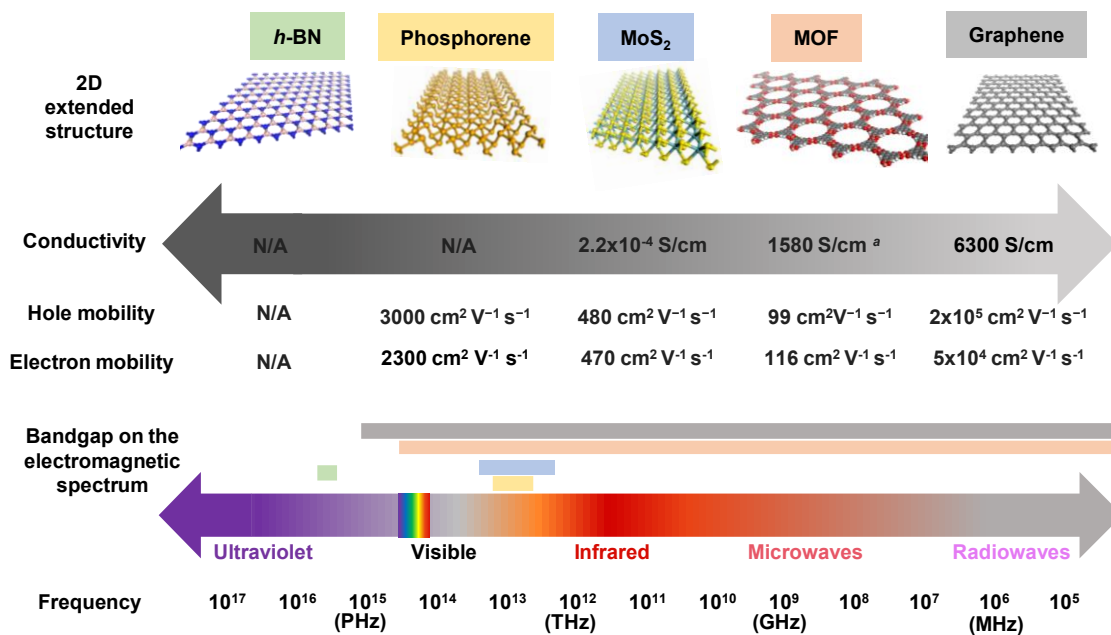 h-BN
Phosphorene
MoS₂
MOF
Graphene
2D
extended
structure
Conductivity
N/A
N/A
2.2x10⁻⁴ S/cm
1580 S/cm ᵃ
6300 S/cm
Hole mobility
N/A
3000 cm² V⁻¹ s⁻¹
480 cm² V⁻¹ s⁻¹
99 cm²V⁻¹ s⁻¹
2x10⁵ cm² V⁻¹ s⁻¹
Electron mobility
N/A
2300 cm² V⁻¹ s⁻¹
470 cm² V⁻¹ s⁻¹
116 cm² V⁻¹ s⁻¹
5x10⁴ cm² V⁻¹ s⁻¹
Bandgap on the
electromagnetic
spectrum
Ultraviolet
Visible
Infrared
Microwaves
Radiowaves
Frequency
10¹⁷
10¹⁶
10¹⁵
(PHz)
10¹⁴
10¹³
10¹²
(THz)
10¹¹
10¹⁰
10⁹
(GHz)
10⁸
10⁷
10⁶
(MHz)
10⁵